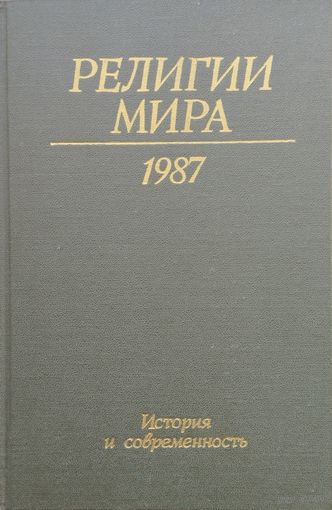 РЕЛИГИИ
МИРА
1987
История
и современность